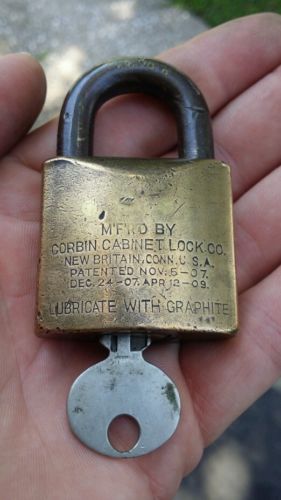 M'F'RD BY
CORBIN CABINET LOCK CO.
NEW BRITAIN, CONN. U.S.A.
PATENTED NOV. 5-07.
DEC. 24-07. APR 12-09.
LUBRICATE WITH GRAPHITE